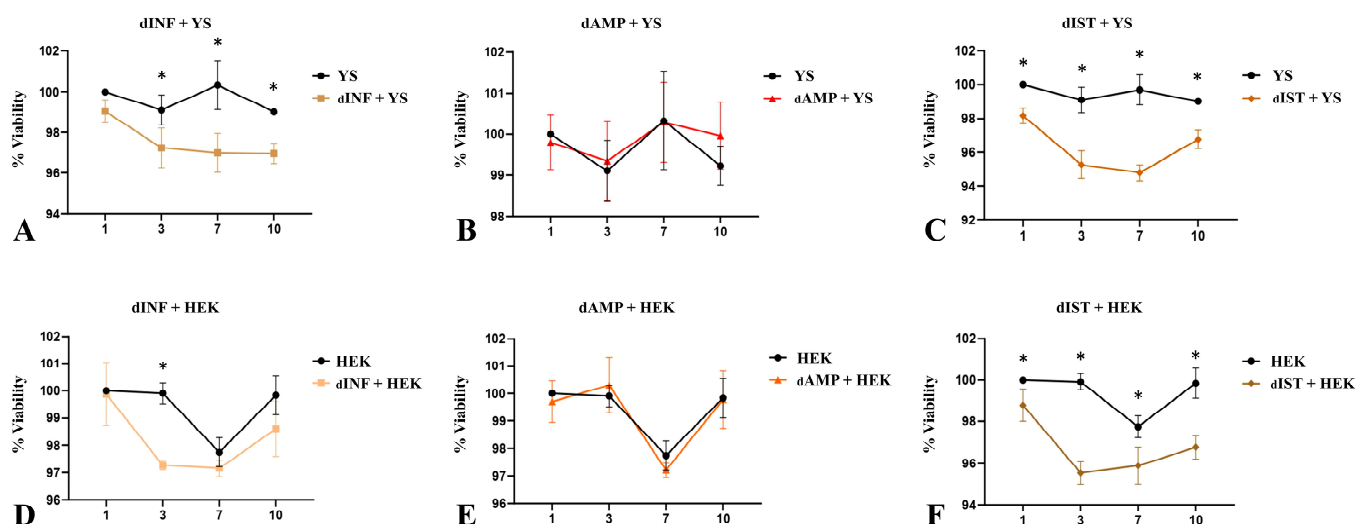 dINF + YS
*
*
*
102
100
98
96
94
% Viability
YS
dINF + YS
1 3 7 10
A
dAMP + YS
102
101
100
99
98
% Viability
YS
dAMP + YS
1 3 7 10
B
dIST + YS
* * * *
102
100
98
96
94
92
% Viability
YS
dIST + YS
1 3 7 10
C
dINF + HEK
*
102
101
100
99
98
97
96
% Viability
HEK
dINF + HEK
1 3 7 10
D
dAMP + HEK
102
101
100
99
98
97
96
% Viability
HEK
dAMP + HEK
1 3 7 10
E
dIST + HEK
* * * *
102
100
98
96
94
% Viability
HEK
dIST + HEK
1 3 7 10
F